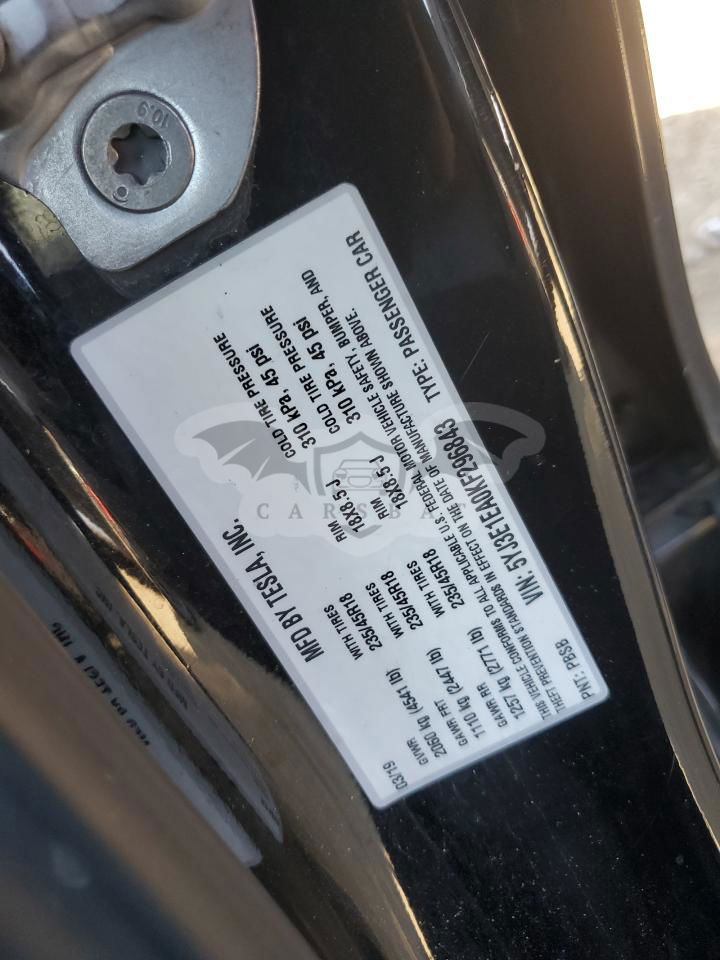 10.9
MFD BY TESLA, INC.
03/19
GVWR
2060 kg (4541 lb)
GAWR FRT WITH TIRES RIM COLD TIRE PRESSURE
1110 kg (2447 lb) 235/45R18 18X8.5 J 310 kPa, 45 psi
GAWR RR WITH TIRES RIM COLD TIRE PRESSURE
1257 kg (2771 lb) 235/45R18 18X8.5 J 310 kPa, 45 psi
THIS VEHICLE CONFORMS TO ALL APPLICABLE U.S. FEDERAL MOTOR VEHICLE SAFETY, BUMPER, AND
THEFT PREVENTION STANDARDS IN EFFECT ON THE DATE OF MANUFACTURE SHOWN ABOVE.
PNT: PBSB VIN: 5YJ3E1EA0KF296843 TYPE: PASSENGER CAR
CARSBAT